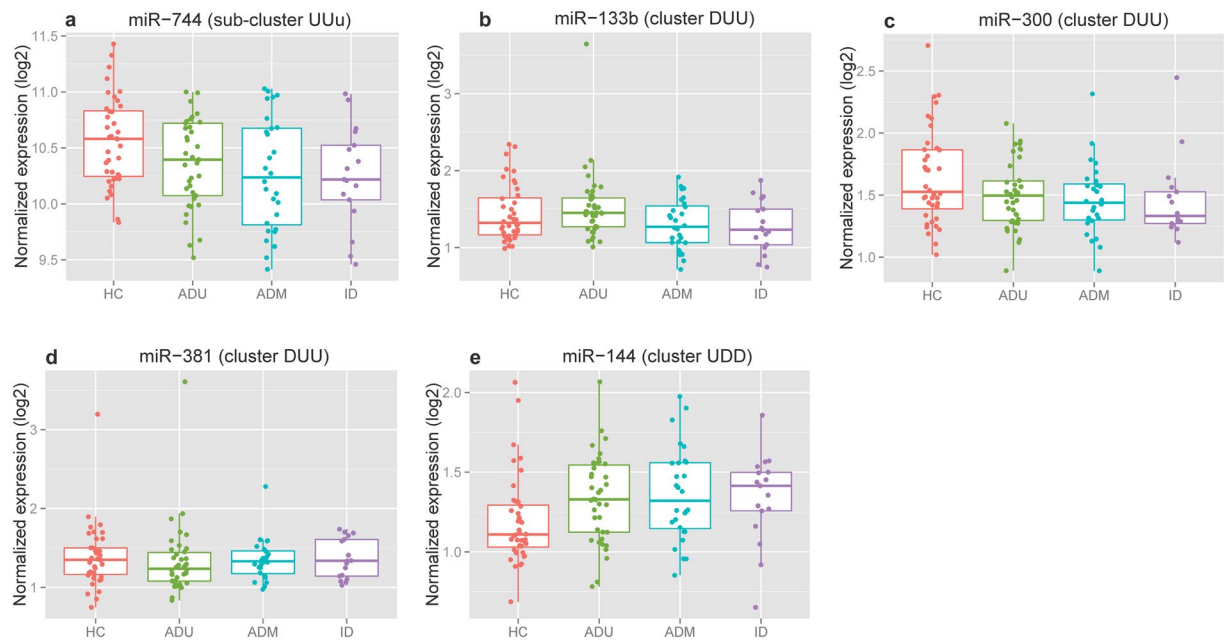 a miR−744 (sub-cluster UUu)
Normalized expression (log2)
11.5
11.0
10.5
10.0
9.5
HC ADU ADM ID
b miR−133b (cluster DUU)
Normalized expression (log2)
3
2
1
HC ADU ADM ID
c miR−300 (cluster DUU)
Normalized expression (log2)
2.5
2.0
1.5
1.0
HC ADU ADM ID
d miR−381 (cluster DUU)
Normalized expression (log2)
3
2
1
HC ADU ADM ID
e miR−144 (cluster UDD)
Normalized expression (log2)
2.0
1.5
1.0
HC ADU ADM ID